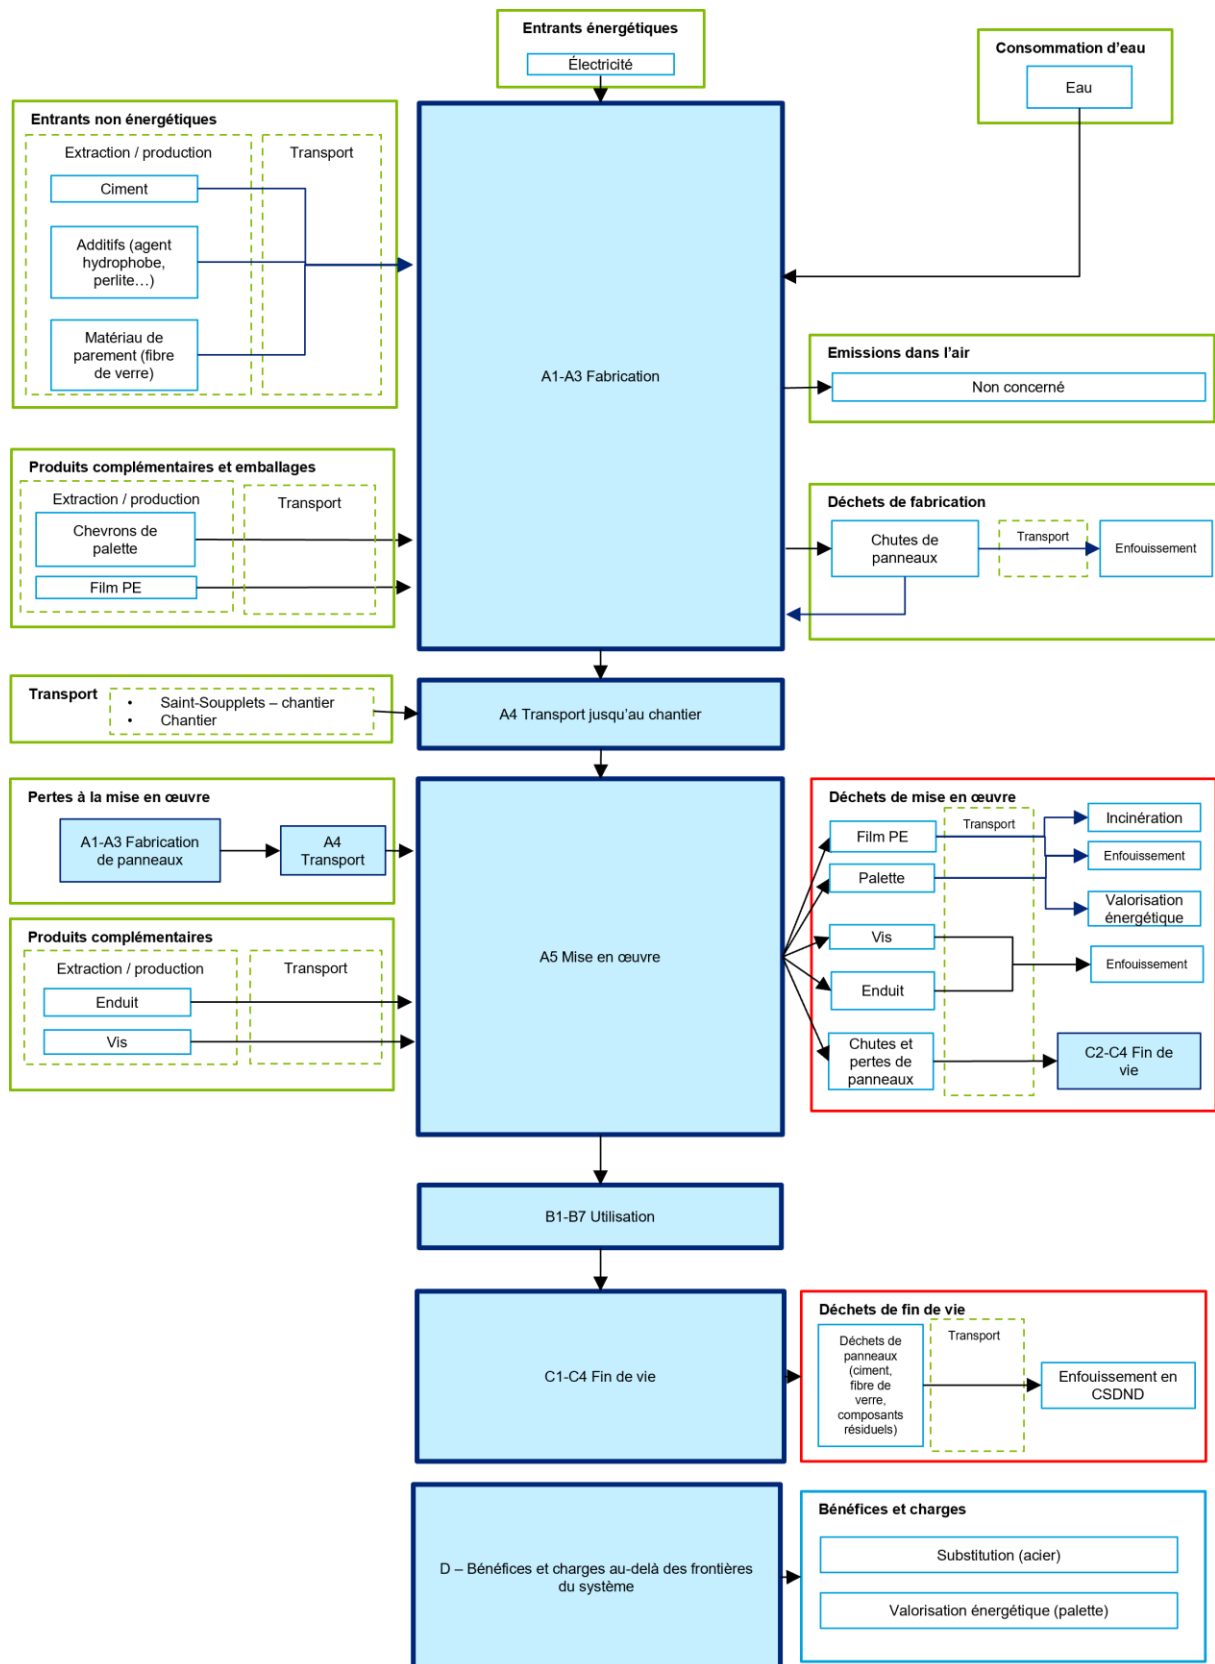 Entrants énergétiques
Électricité
Consommation d'eau
Eau
Entrants non énergétiques
Extraction / production
Transport
Ciment
Additifs (agent
hydrophobe,
perlite…)
Matériau de
parement (fibre
de verre)
A1-A3 Fabrication
Emissions dans l'air
Non concerné
Produits complémentaires et emballages
Extraction / production
Transport
Chevrons de
palette
Film PE
Déchets de fabrication
Chutes de
panneaux
Transport
Enfouissement
Transport
• Saint-Soupplets – chantier
• Chantier
A4 Transport jusqu'au chantier
Pertes à la mise en œuvre
A1-A3 Fabrication
de panneaux
A4
Transport
Produits complémentaires
Extraction / production
Transport
Enduit
Vis
A5 Mise en œuvre
Déchets de mise en œuvre
Transport
Film PE
Palette
Vis
Enduit
Chutes et
pertes de
panneaux
Incinération
Enfouissement
Valorisation
énergétique
Enfouissement
C2-C4 Fin de
vie
B1-B7 Utilisation
C1-C4 Fin de vie
Déchets de fin de vie
Déchets de
panneaux
(ciment,
fibre de
verre,
composants
résiduels)
Transport
Enfouissement en
CSDND
D – Bénéfices et charges au-delà des frontières
du système
Bénéfices et charges
Substitution (acier)
Valorisation énergétique (palette)